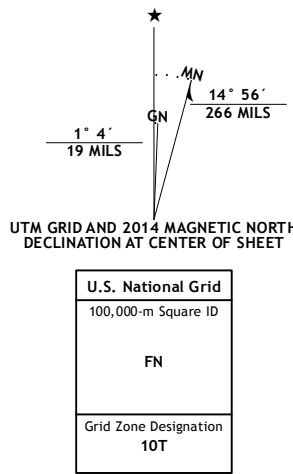 ★
MN
GN
14° 56´
266 MILS
1° 4´
19 MILS
UTM GRID AND 2014 MAGNETIC NORTH
DECLINATION AT CENTER OF SHEET
U.S. National Grid
100,000-m Square ID
FN
Grid Zone Designation
10T